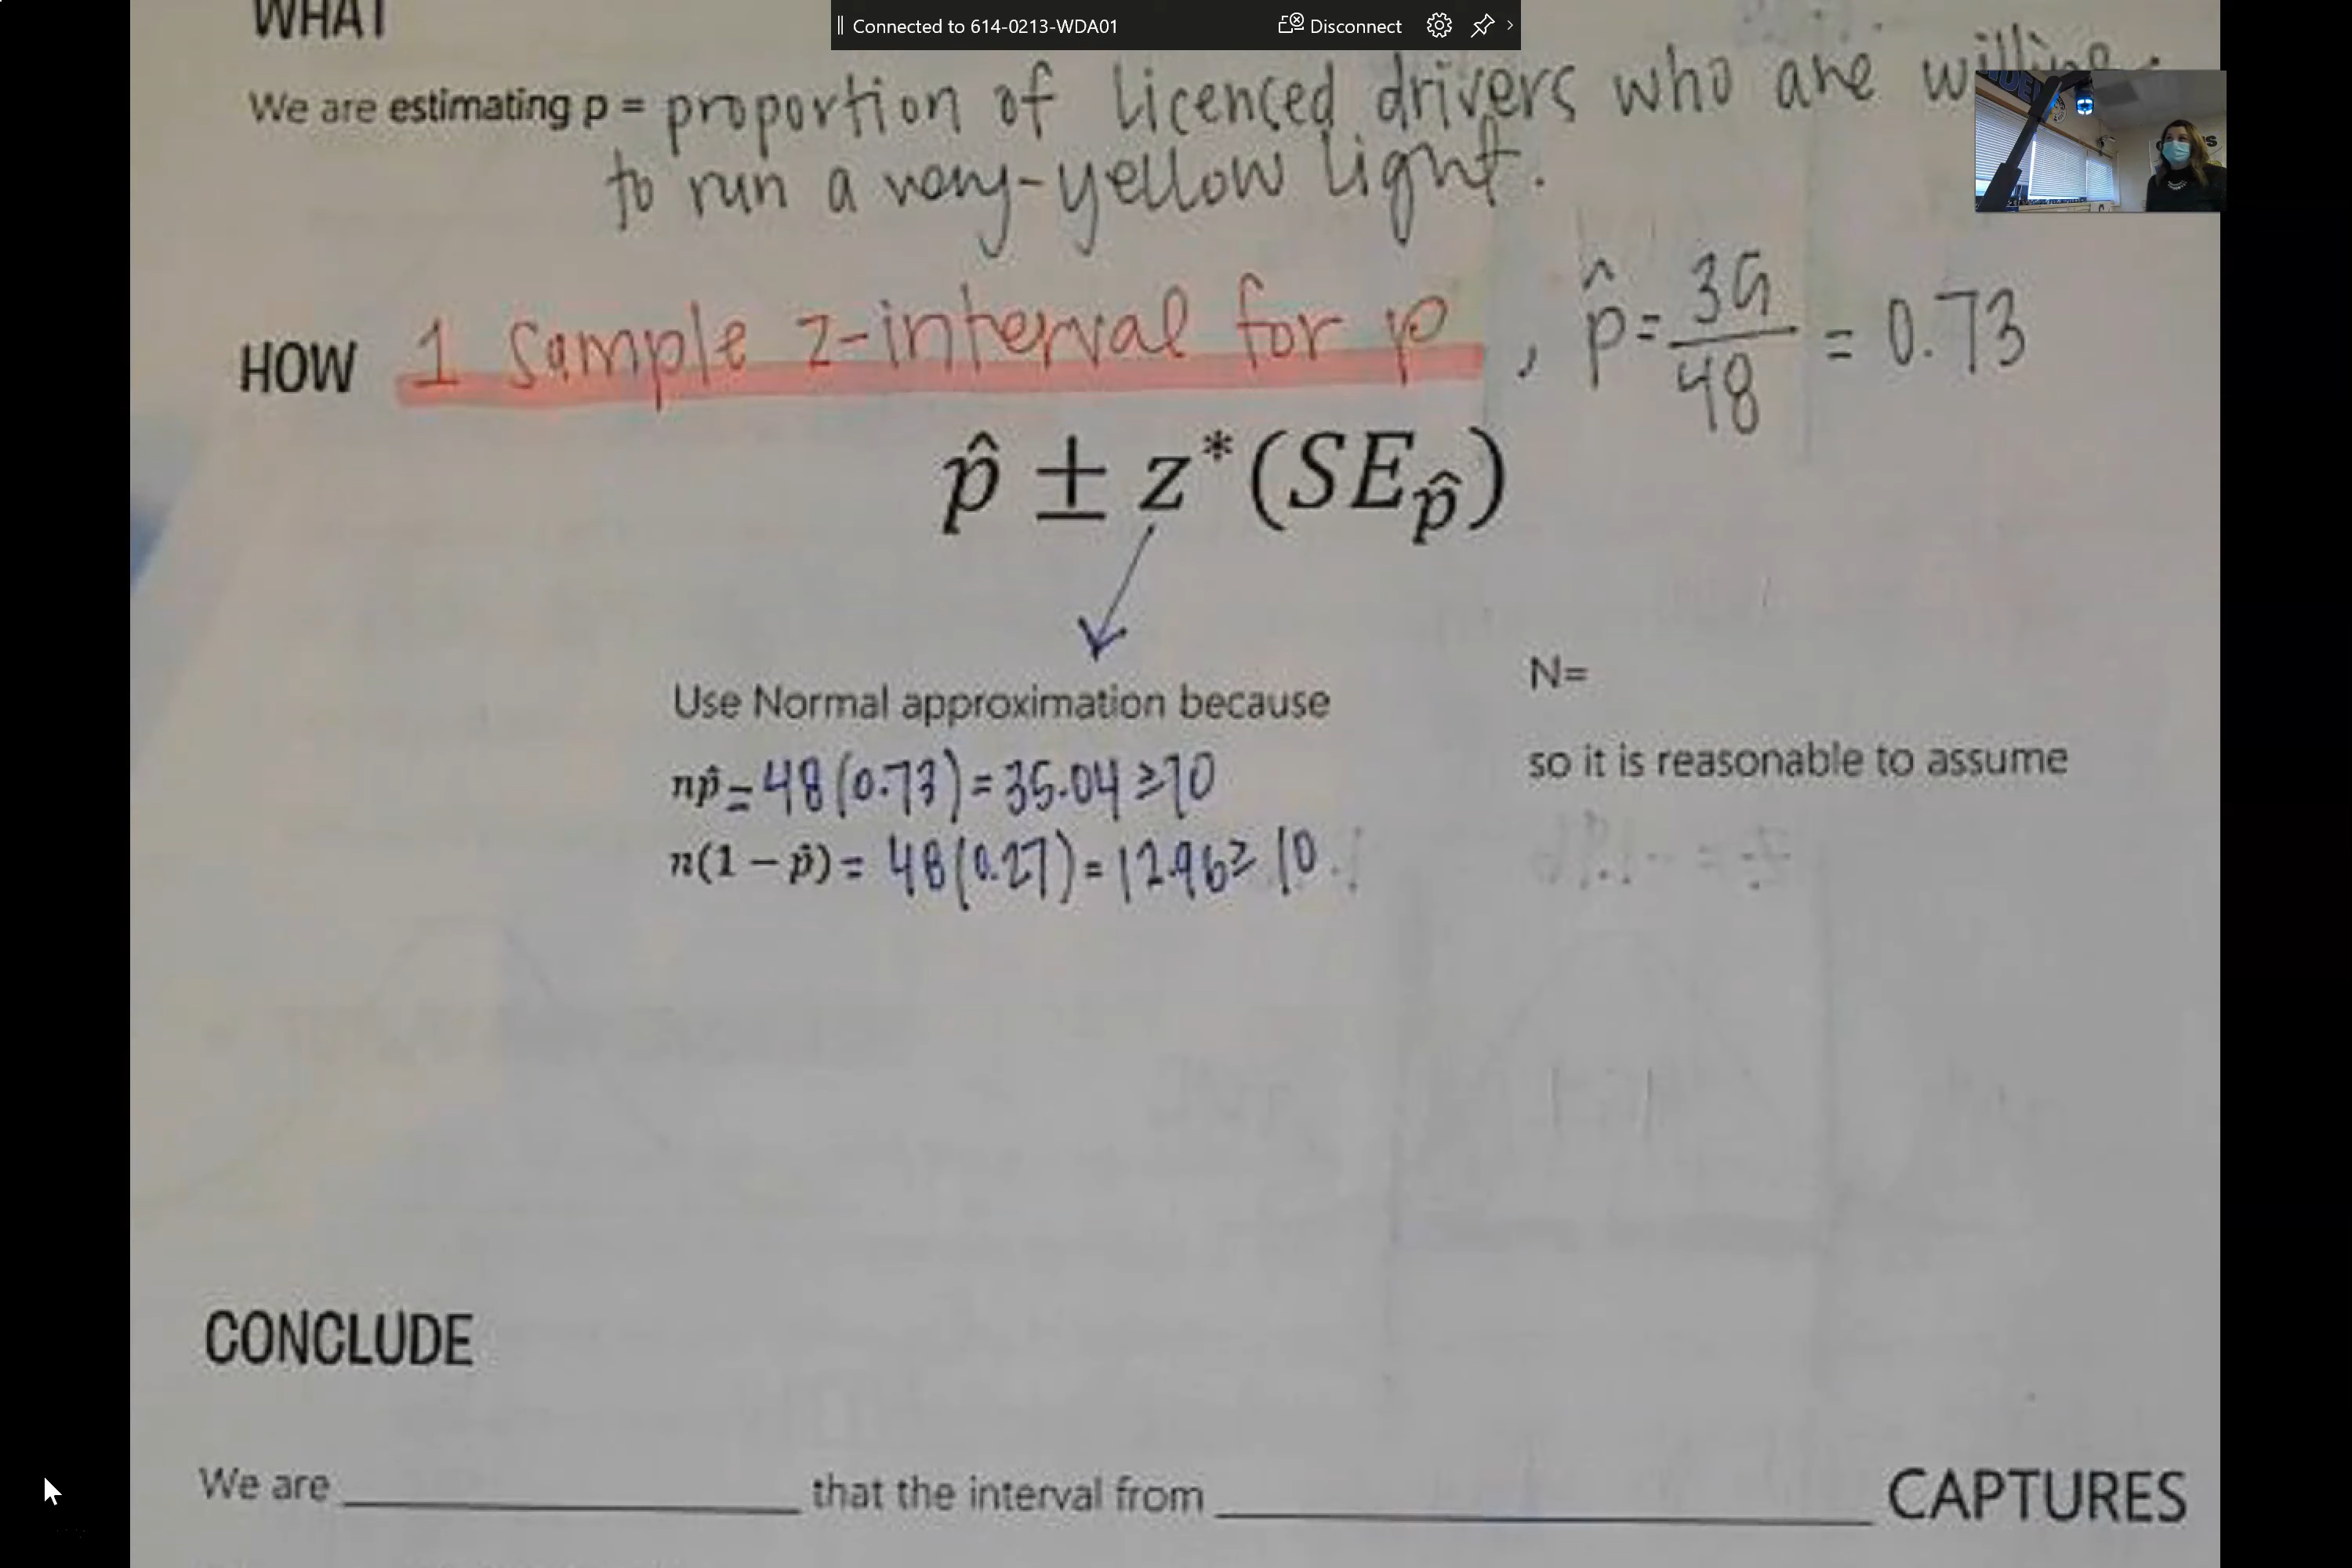 WHAT
Connected to 614-0213-WDA01 Disconnect
We are estimating p = proportion of licenced drivers who are willing
to run a very-yellow light.
HOW 1 sample z-interval for p, p̂ = 35/48 = 0.73
p̂ ± z*(SEp̂)
Use Normal approximation because
np̂ = 48(0.73) = 35.04 ≥ 10
n(1 − p̂) = 48(0.27) = 12.96 ≥ 10
N=
so it is reasonable to assume
CONCLUDE
We are ____________ that the interval from ____________ CAPTURES